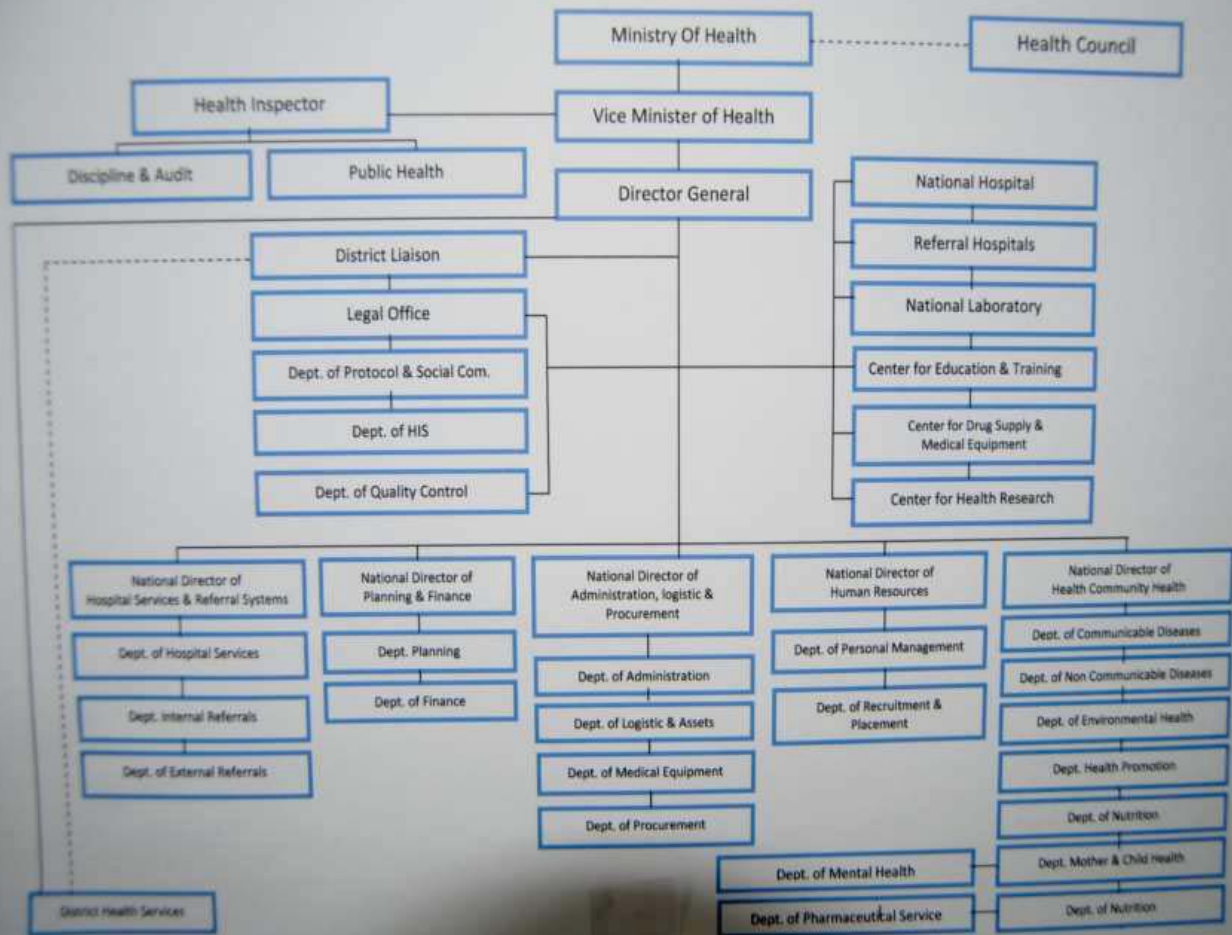 Ministry Of Health
Health Council
Health Inspector
Vice Minister of Health
Discipline & Audit
Public Health
Director General
National Hospital
District Liaison
Referral Hospitals
Legal Office
National Laboratory
Dept. of Protocol & Social Com.
Center for Education & Training
Dept. of HIS
Center for Drug Supply &
Medical Equipment
Dept. of Quality Control
Center for Health Research
National Director of
Hospital Services & Referral Systems
Dept. of Hospital Services
Dept. Internal Referrals
Dept. of External Referrals
National Director of
Planning & Finance
Dept. Planning
Dept. of Finance
National Director of
Administration, logistic &
Procurement
Dept. of Administration
Dept. of Logistic & Assets
Dept. of Medical Equipment
Dept. of Procurement
National Director of
Human Resources
Dept. of Personal Management
Dept. of Recruitment &
Placement
National Director of
Health Community Health
Dept. of Communicable Diseases
Dept. of Non Communicable Diseases
Dept. of Environmental Health
Dept. Health Promotion
Dept. of Nutrition
Dept. Mother & Child Health
Dept. of Mental Health
Dept. of Nutrition
Dept. of Pharmaceutical Service
District Health Services